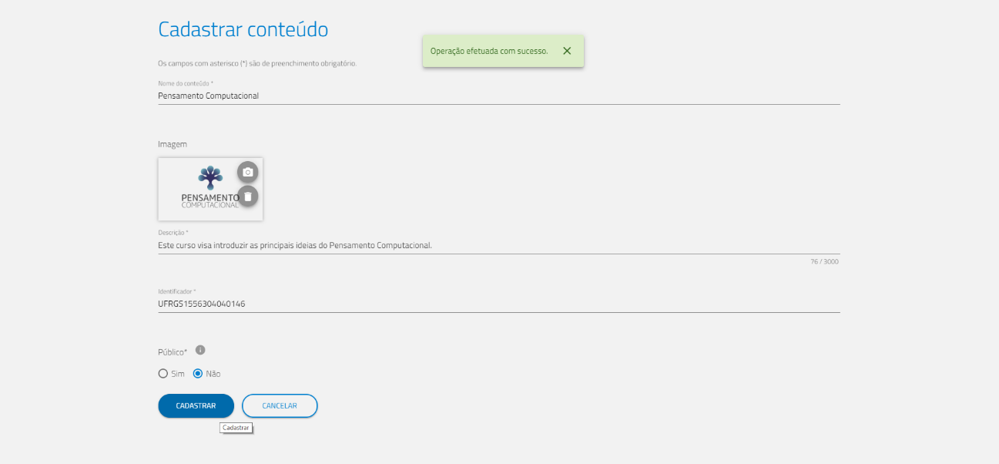 Cadastrar conteúdo
Operação efetuada com sucesso.
Os campos com asterisco (*) são de preenchimento obrigatório.
Nome do conteúdo *
Pensamento Computacional
Imagem
PENSAMENTO
COMPUTACIONAL
Descrição *
Este curso visa introduzir as principais ideias do Pensamento Computacional.
76 / 3000
Identificador *
UFRGS1556304040146
Público*
Sim Não
CADASTRAR CANCELAR
Cadastrar